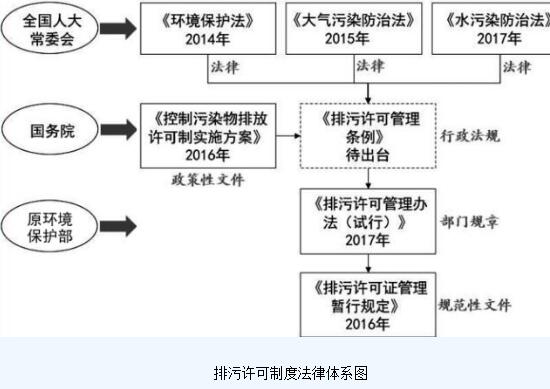 全国人大
常委会
《环境保护法》
2014年
《大气污染防治法》
2015年
《水污染防治法》
2017年
法律
法律
法律
国务院
《控制污染物排放
许可制实施方案》
2016年
政策性文件
《排污许可管理
条例》
待出台
行政法规
原环境
保护部
《排污许可管理办
法（试行）》
2017年
部门规章
《排污许可证管理
暂行规定》
2016年
规范性文件
排污许可制度法律体系图